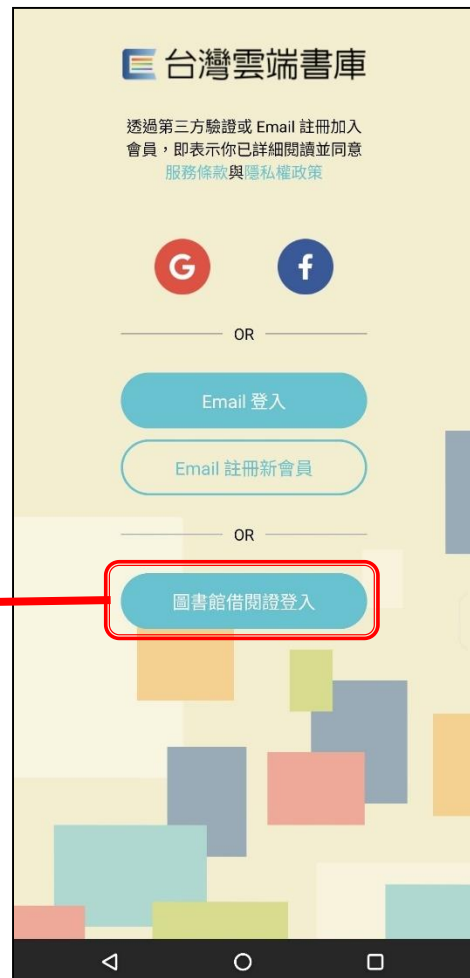 台灣雲端書庫
透過第三方驗證或 Email 註冊加入
會員，即表示你已詳細閱讀並同意
服務條款與隱私權政策
G f
OR
Email 登入
Email 註冊新會員
OR
圖書館借閱證登入